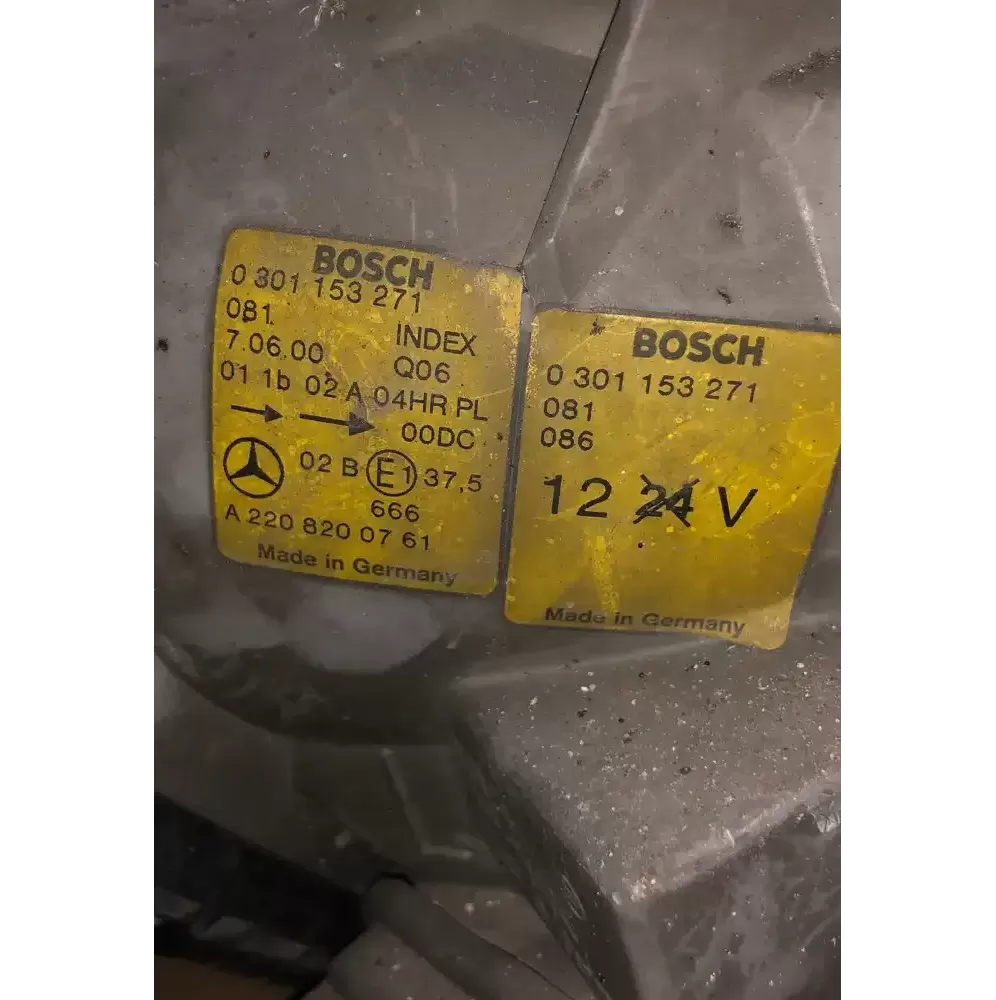 BOSCH
0 301 153 271
081
INDEX
7.06.00
Q06
01 1b 02 A 04HR PL
00DC
02 B E1 37,5
666
A 220 820 07 61
Made in Germany
BOSCH
0 301 153 271
081
086
12 24 V
Made in Germany